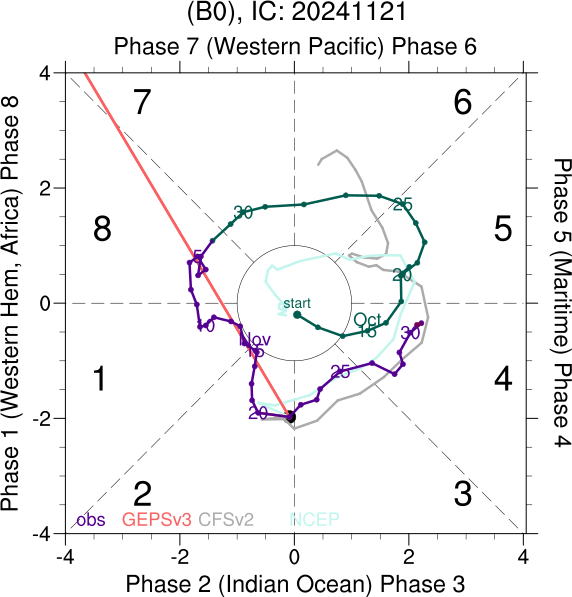 (B0), IC: 20241121
Phase 7 (Western Pacific) Phase 6
4
7
6
Phase 1 (Western Hem, Africa) Phase 8
Phase 5 (Maritime) Phase 4
2
30
25
8
5
5
20
0
start
Oct
15
0
30
Nov
15
1
25
4
-2
20
2
3
obs GEPSv3 CFSv2 NCEP
-4
-4 -2 0 2 4
Phase 2 (Indian Ocean) Phase 3